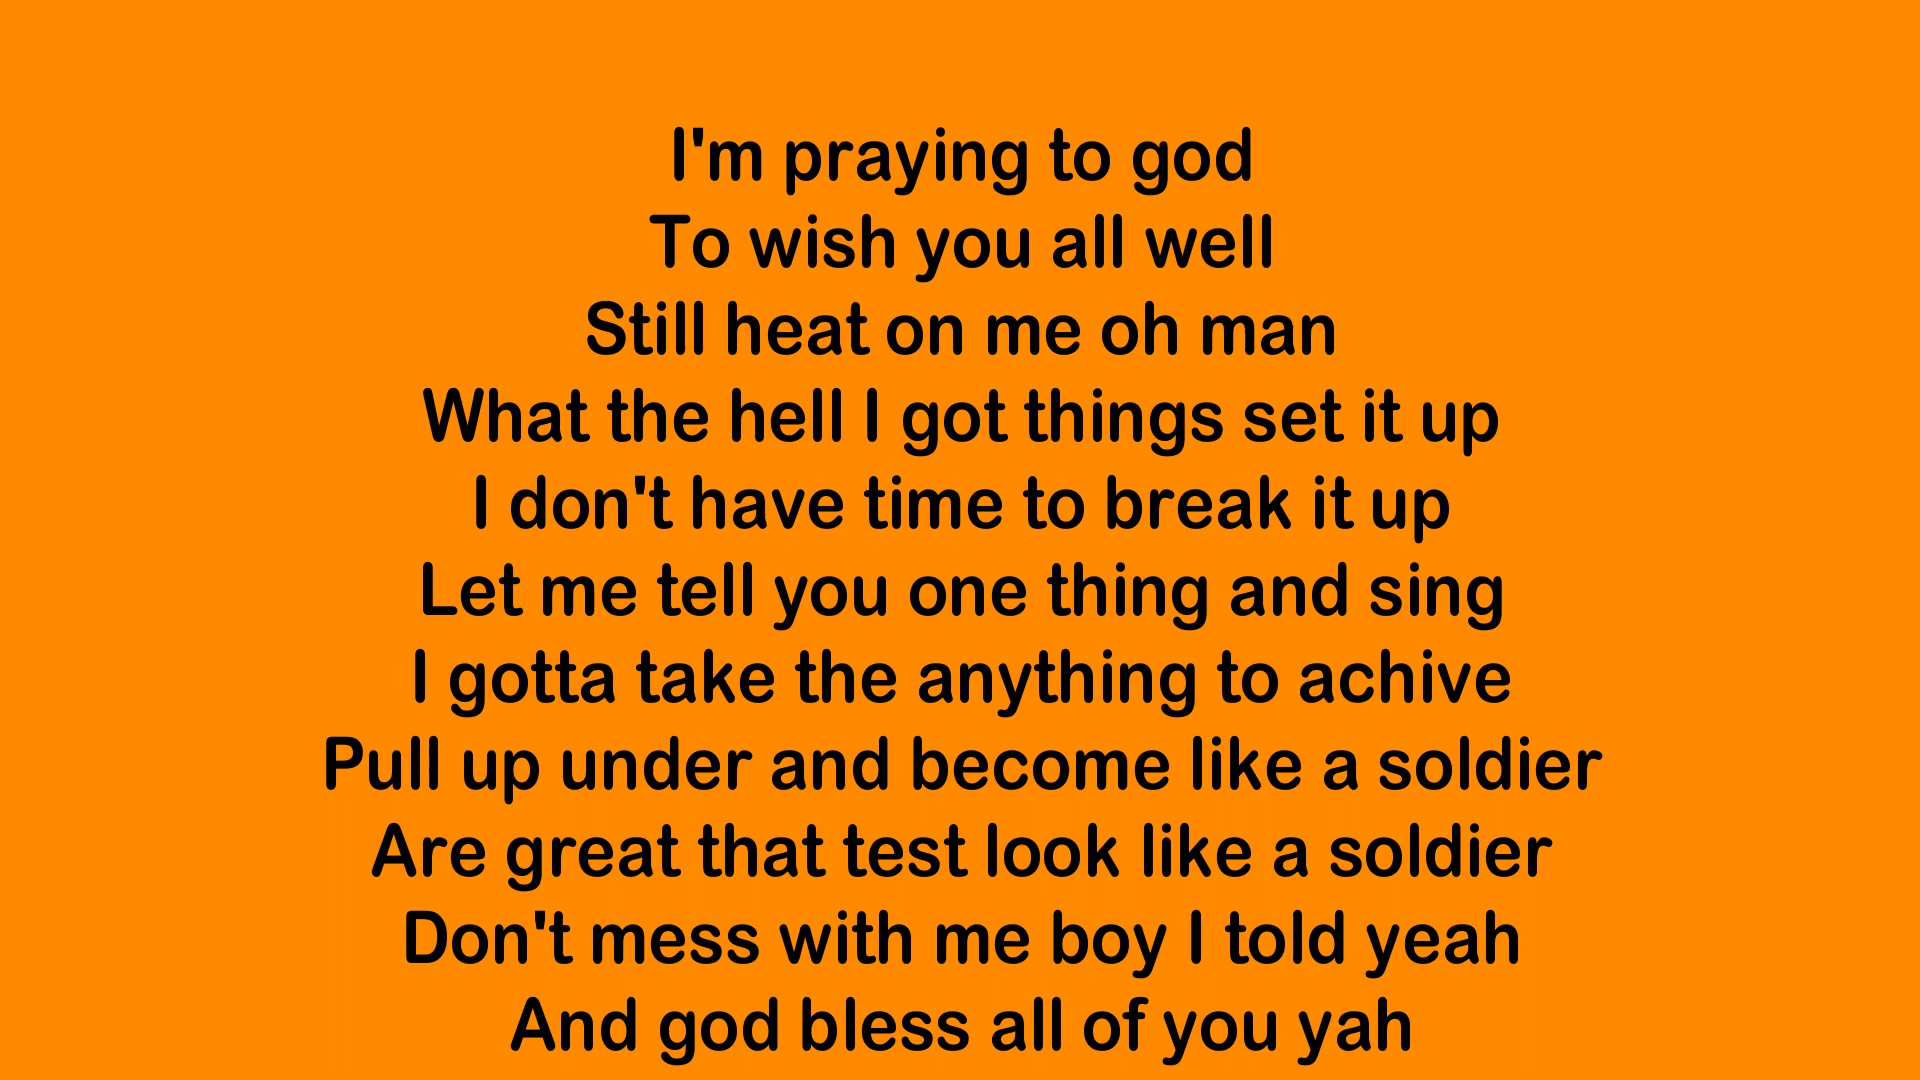 I'm praying to god
To wish you all well
Still heat on me oh man
What the hell I got things set it up
I don't have time to break it up
Let me tell you one thing and sing
I gotta take the anything to achive
Pull up under and become like a soldier
Are great that test look like a soldier
Don't mess with me boy I told yeah
And god bless all of you yah